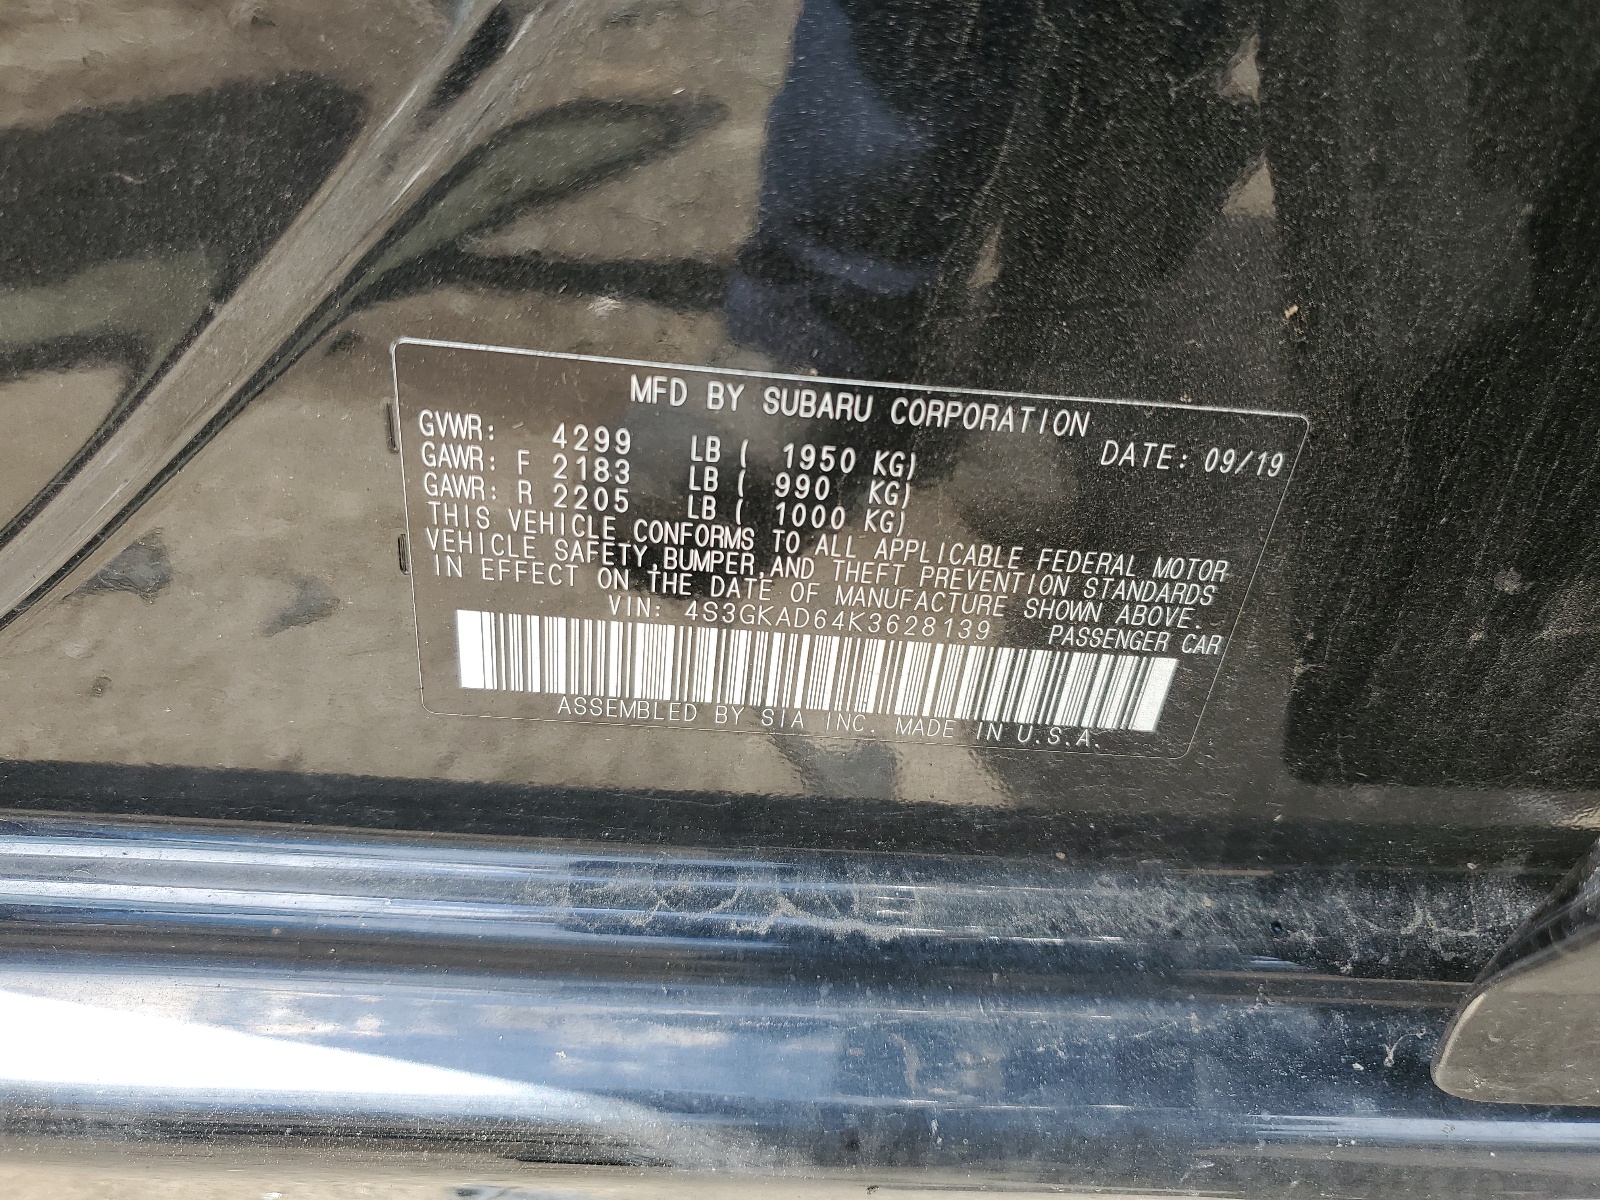 MFD BY SUBARU CORPORATION
GVWR: 4299 LB ( 1950 KG) DATE: 09/19
GAWR: F 2183 LB ( 990 KG)
GAWR: R 2205 LB ( 1000 KG)
THIS VEHICLE CONFORMS TO ALL APPLICABLE FEDERAL MOTOR
VEHICLE SAFETY,BUMPER,AND THEFT PREVENTION STANDARDS
IN EFFECT ON THE DATE OF MANUFACTURE SHOWN ABOVE.
VIN: 4S3GKAD64K3628139 PASSENGER CAR
ASSEMBLED BY SIA INC. MADE IN U.S.A.